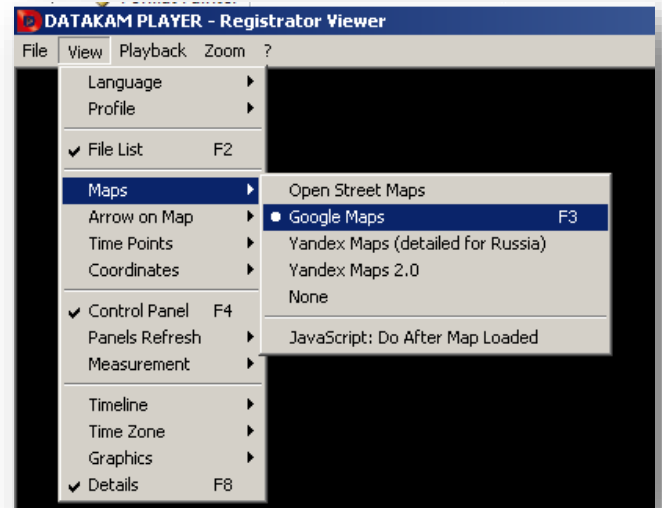 DATAKAM PLAYER - Registrator Viewer
File View Playback Zoom ?
Language
Profile
File List F2
Maps
Arrow on Map
Time Points
Coordinates
Control Panel F4
Panels Refresh
Measurement
Timeline
Time Zone
Graphics
Details F8
Open Street Maps
Google Maps F3
Yandex Maps (detailed for Russia)
Yandex Maps 2.0
None
JavaScript: Do After Map Loaded